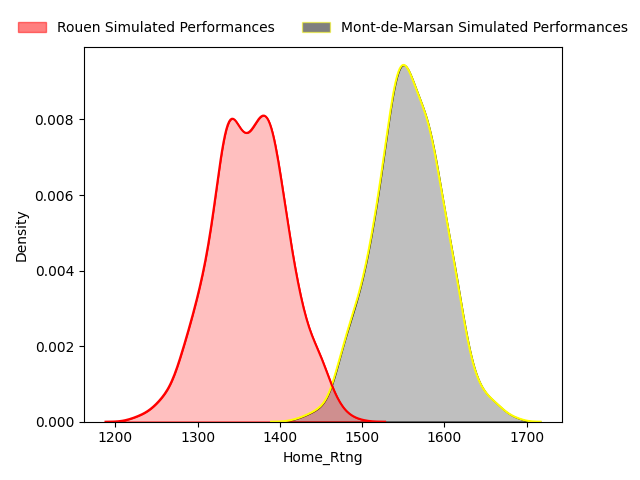 Rouen Simulated Performances Mont-de-Marsan Simulated Performances
0.008
0.006
0.004
0.002
0.000
Density
1200 1300 1400 1500 1600 1700
Home_Rtng